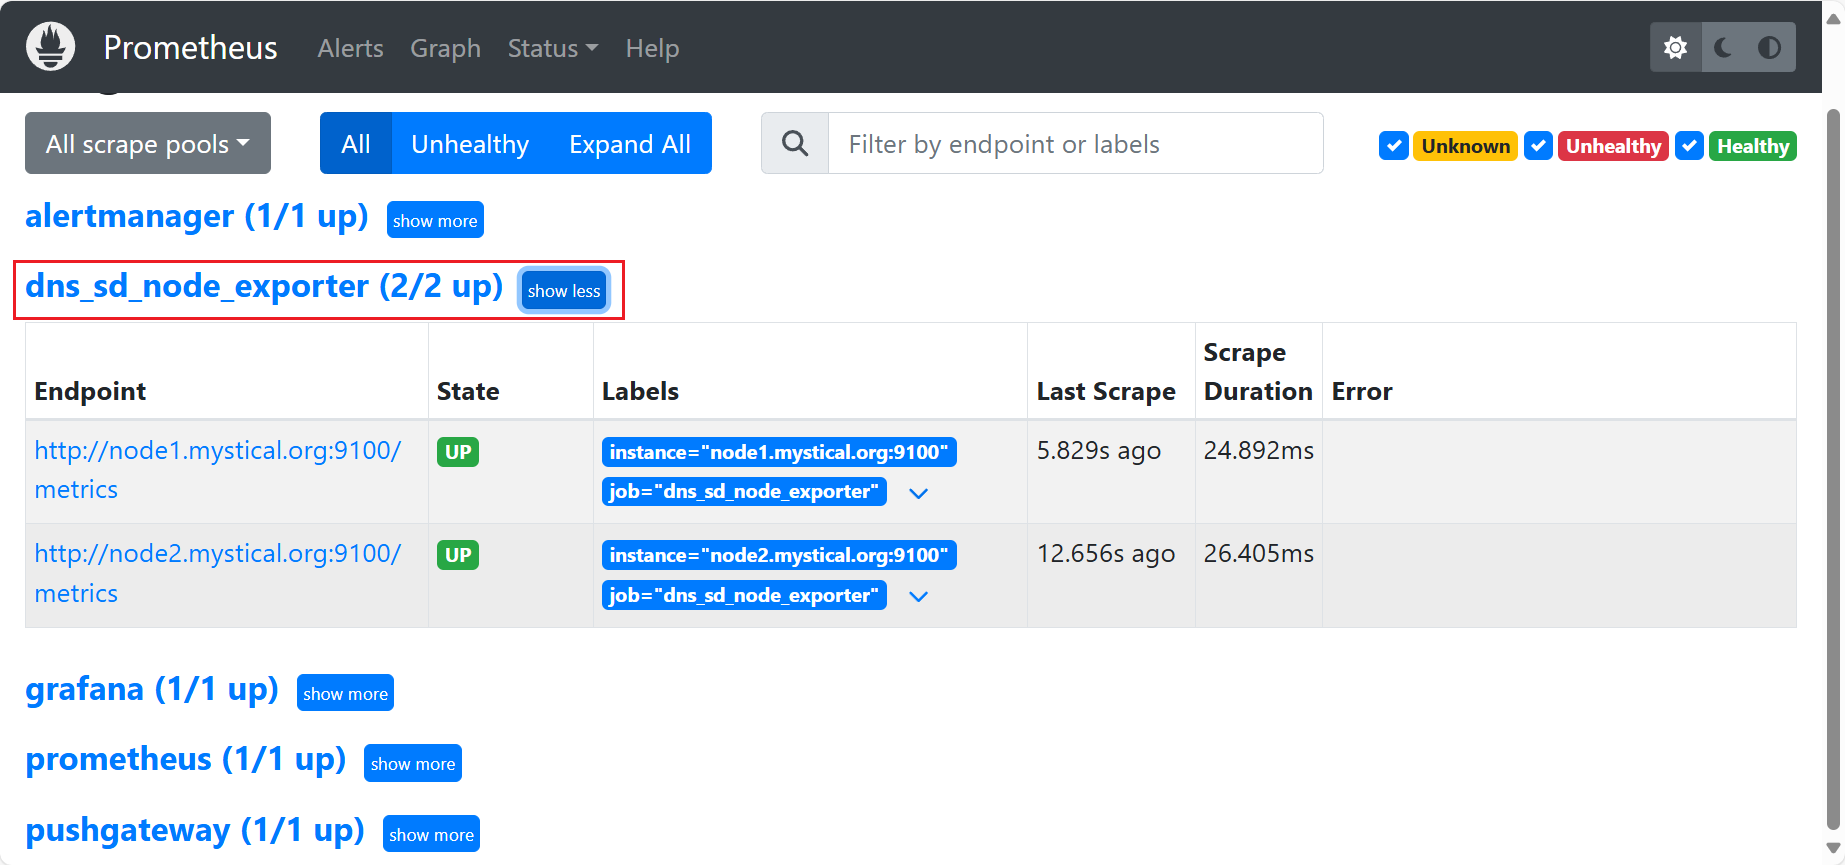 Prometheus Alerts Graph Status Help
All scrape pools All Unhealthy Expand All Filter by endpoint or labels Unknown Unhealthy Healthy
alertmanager (1/1 up) show more
dns_sd_node_exporter (2/2 up) show less
Endpoint State Labels Last Scrape Scrape Duration Error
http://node1.mystical.org:9100/ UP instance="node1.mystical.org:9100" 5.829s ago 24.892ms
metrics job="dns_sd_node_exporter"
http://node2.mystical.org:9100/ UP instance="node2.mystical.org:9100" 12.656s ago 26.405ms
metrics job="dns_sd_node_exporter"
grafana (1/1 up) show more
prometheus (1/1 up) show more
pushgateway (1/1 up) show more